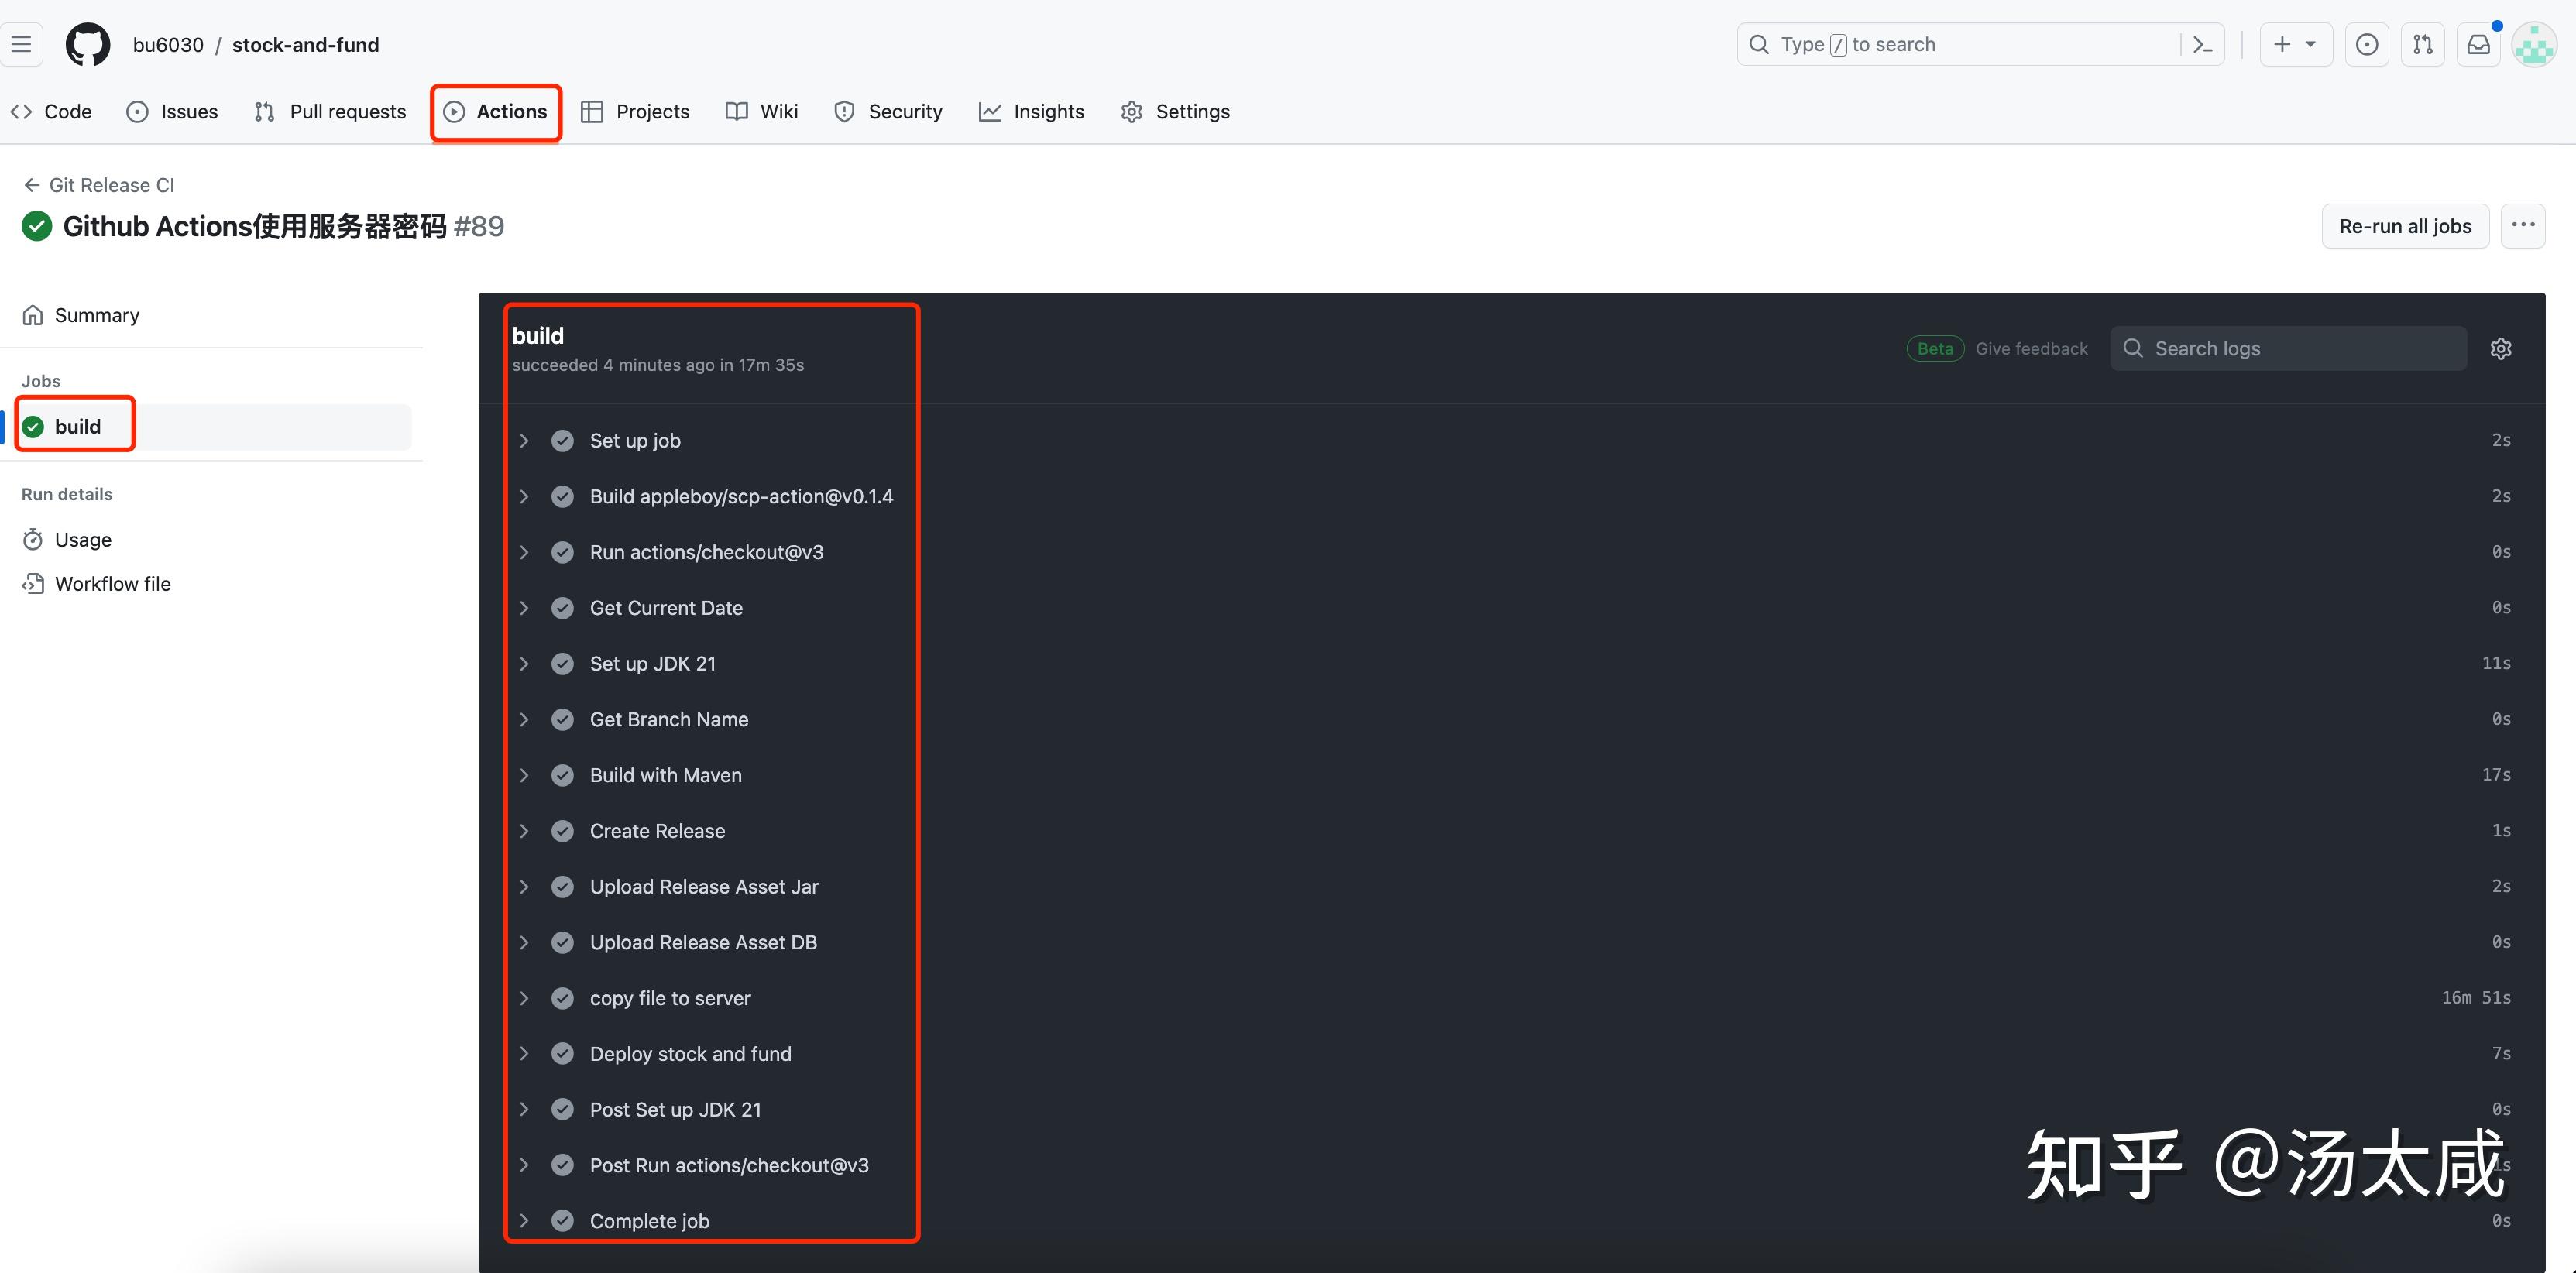 bu6030 / stock-and-fund
Type / to search
Code Issues Pull requests Actions Projects Wiki Security Insights Settings
Git Release CI
Github Actions使用服务器密码 #89
Re-run all jobs
Summary
Jobs
build
Run details
Usage
Workflow file
build
succeeded 4 minutes ago in 17m 35s
Beta Give feedback Search logs
Set up job 2s
Build appleboy/scp-action@v0.1.4 2s
Run actions/checkout@v3 0s
Get Current Date 0s
Set up JDK 21 11s
Get Branch Name 0s
Build with Maven 17s
Create Release 1s
Upload Release Asset Jar 2s
Upload Release Asset DB 0s
copy file to server 16m 51s
Deploy stock and fund 7s
Post Set up JDK 21 0s
Post Run actions/checkout@v3
Complete job 0s
知乎 @汤太咸